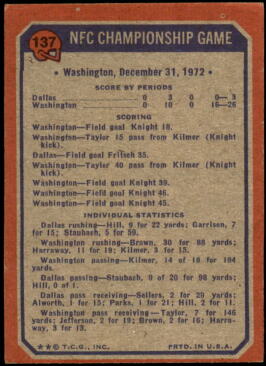 137
NFC CHAMPIONSHIP GAME
• Washington, December 31, 1972 •
SCORE BY PERIODS
Dallas 0 3 0 0— 3
Washington 0 10 0 16—26
SCORING
Washington—Field goal Knight 18.
Washington—Taylor 15 pass from Kilmer (Knight
kick).
Dallas—Field goal Fritsch 35.
Washington—Taylor 40 pass from Kilmer (Knight
kick).
Washington—Field goal Knight 39.
Washington—Field goal Knight 46.
Washington—Field goal Knight 45.
INDIVIDUAL STATISTICS
Dallas rushing—Hill, 9 for 22 yards; Garrison, 7
for 15; Staubach, 5 for 59.
Washington rushing—Brown, 30 for 88 yards;
Harraway, 11 for 19; Kilmer, 3 for 15.
Washington passing—Kilmer, 14 of 18 for 194
yards.
Dallas passing—Staubach, 9 of 20 for 98 yards;
Hill, 0 of 1.
Dallas pass receiving—Sellers, 2 for 29 yards;
Alworth, 1 for 15; Parks, 1 for 21; Hill, 2 for 11.
Washington pass receiving—Taylor, 7 for 146
yards; Jefferson, 2 for 19; Brown, 2 for 16; Harra-
way, 3 for 13.
★★© T.C.G., INC. PRTD. IN U.S.A.